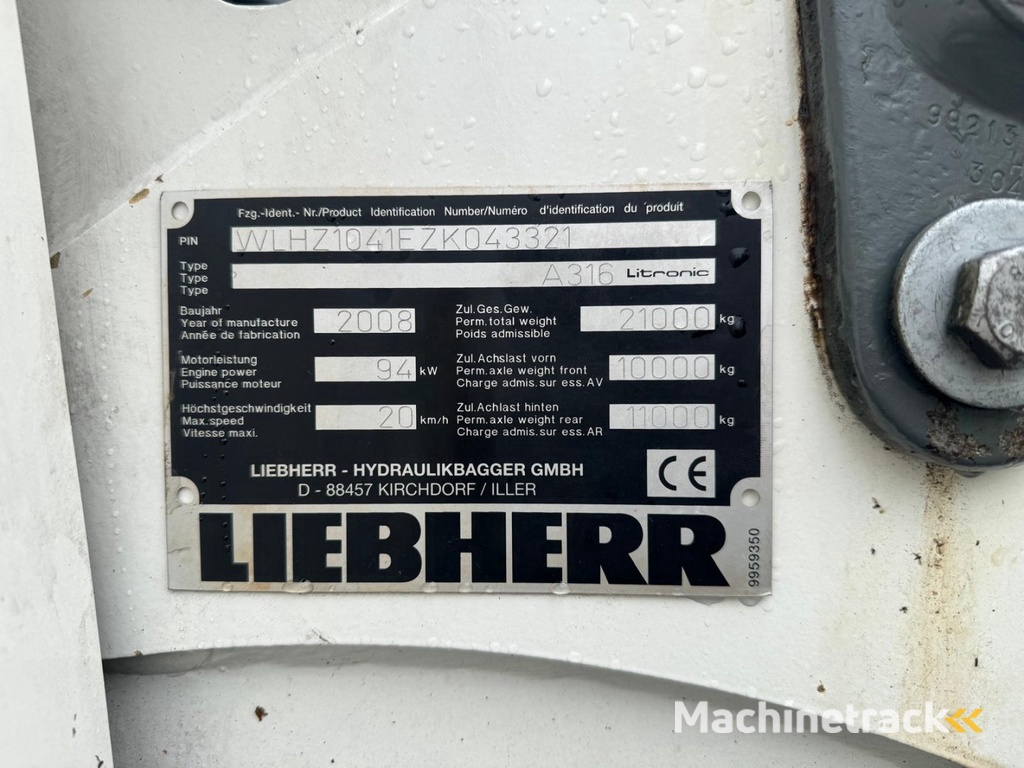 Fzg.-Ident.- Nr./Product Identification Number/Numéro d'identification du produit
PIN WLHZ1041EZK043321
Type
Type A316 Litronic
Type
Baujahr
Year of manufacture 2008
Année de fabrication
Zul.Ges.Gew.
Perm.total weight 21000 kg
Poids admissible
Motorleistung
Engine power 94 kW
Puissance moteur
Zul.Achslast vorn
Perm.axle weight front 10000 kg
Charge admis.sur ess.AV
Höchstgeschwindigkeit
Max.speed 20 km/h
Vitesse maxi.
Zul.Achlast hinten
Perm.axle weight rear 11000 kg
Charge admis.sur ess.AR
LIEBHERR - HYDRAULIKBAGGER GMBH
D - 88457 KIRCHDORF / ILLER
CE
LIEBHERR
9959350
Machinetrack